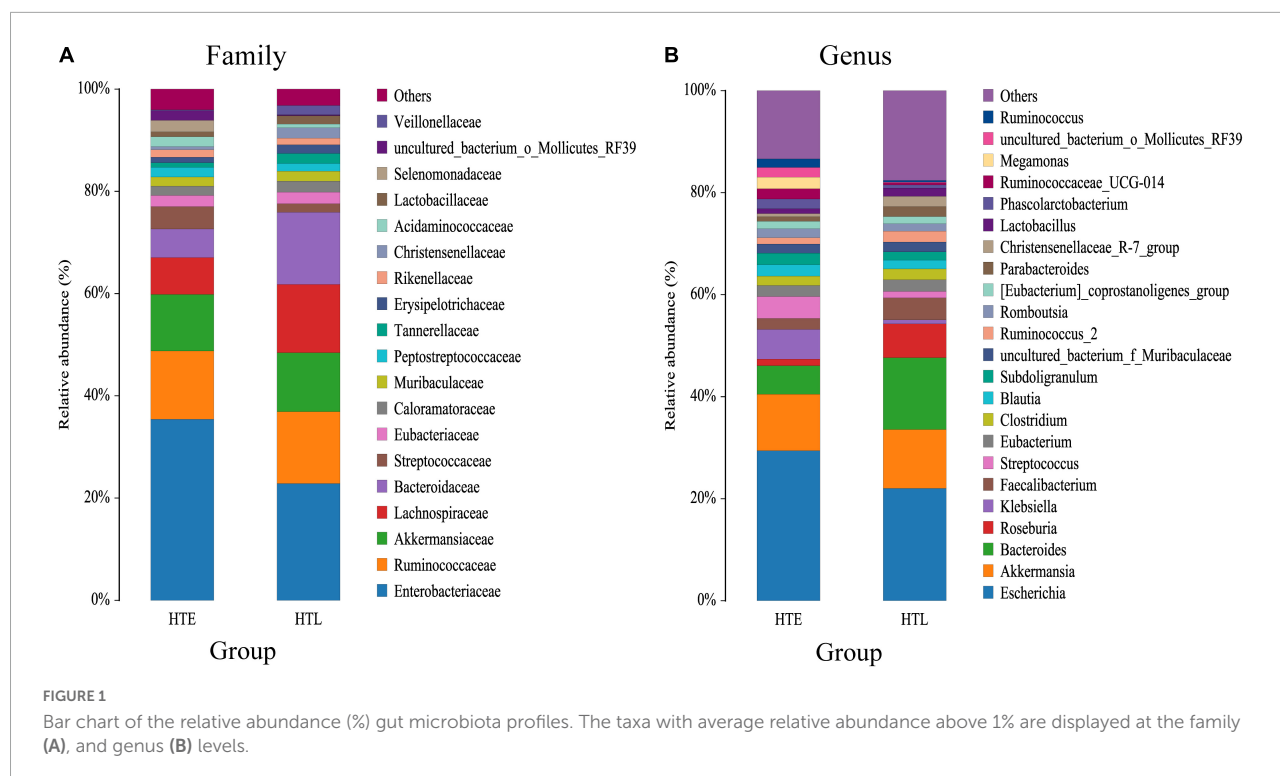 A
Family
Relative abundance (%)
100%
80%
60%
40%
20%
0%
HTE
HTL
Group
Others
Veillonellaceae
uncultured_bacterium_o_Mollicutes_RF39
Selenomonadaceae
Lactobacillaceae
Acidaminococcaceae
Christensenellaceae
Rikenellaceae
Erysipelotrichaceae
Tannerellaceae
Peptostreptococcaceae
Muribaculaceae
Caloramatoraceae
Eubacteriaceae
Streptococcaceae
Bacteroidaceae
Lachnospiraceae
Akkermansiaceae
Ruminococcaceae
Enterobacteriaceae
B
Genus
Relative abundance (%)
100%
80%
60%
40%
20%
0%
HTE
HTL
Group
Others
Ruminococcus
uncultured_bacterium_o_Mollicutes_RF39
Megamonas
Ruminococcaceae_UCG-014
Phascolarctobacterium
Lactobacillus
Christensenellaceae_R-7_group
Parabacteroides
[Eubacterium]_coprostanoligenes_group
Romboutsia
Ruminococcus_2
uncultured_bacterium_f_Muribaculaceae
Subdoligranulum
Blautia
Clostridium
Eubacterium
Streptococcus
Faecalibacterium
Klebsiella
Roseburia
Bacteroides
Akkermansia
Escherichia
FIGURE 1
Bar chart of the relative abundance (%) gut microbiota profiles. The taxa with average relative abundance above 1% are displayed at the family
(A), and genus (B) levels.